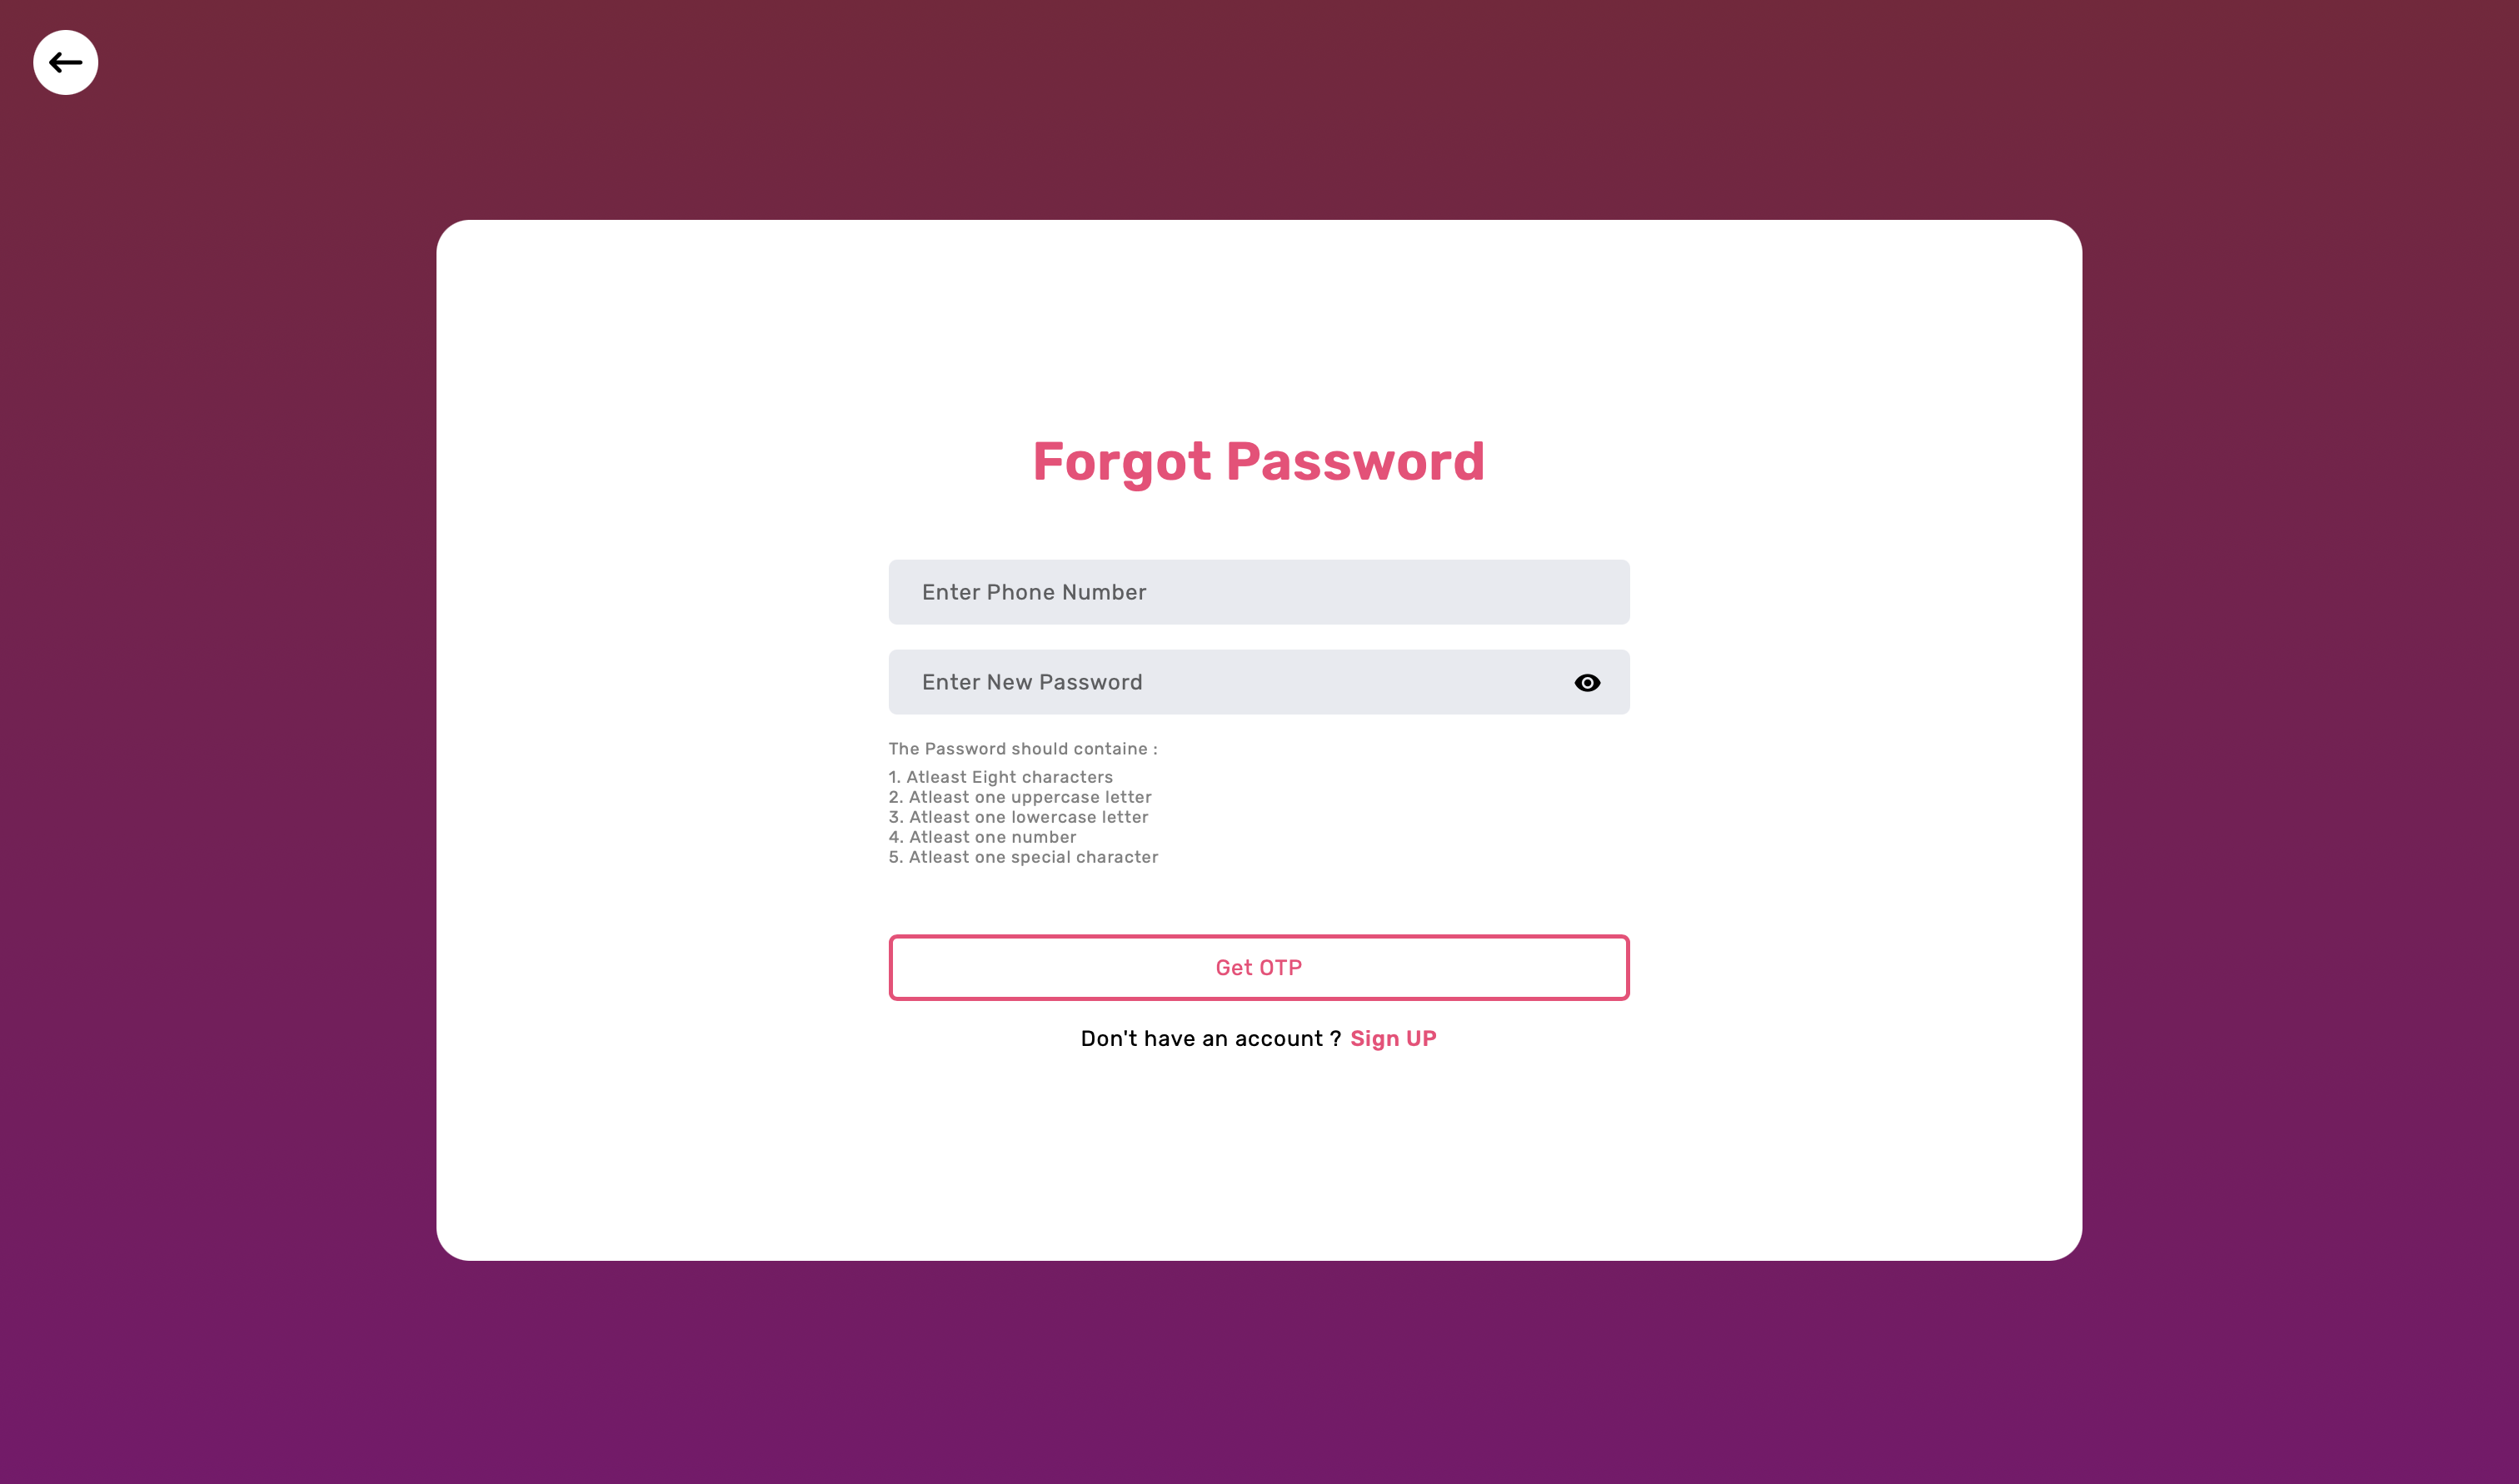 Forgot Password
Enter Phone Number
Enter New Password
The Password should containe :
1. Atleast Eight characters
2. Atleast one uppercase letter
3. Atleast one lowercase letter
4. Atleast one number
5. Atleast one special character
Get OTP
Don't have an account ? Sign UP